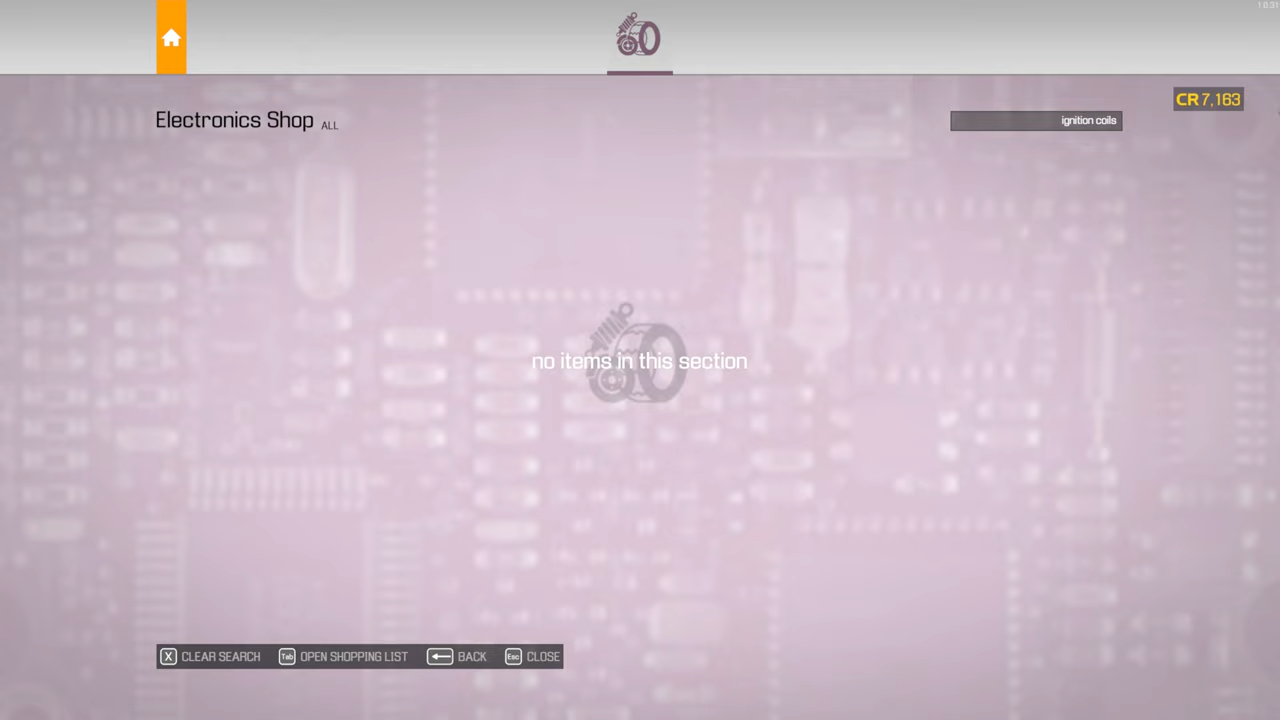 Electronics Shop ALL
ignition coils
CR 7,163
no items in this section
X CLEAR SEARCH Tab OPEN SHOPPING LIST BACK Esc CLOSE